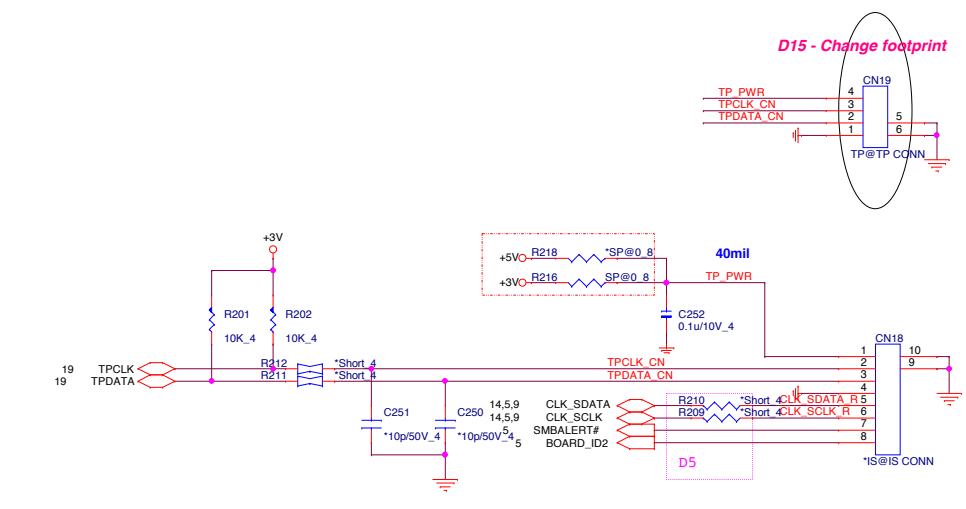 D15 - Change footprint
CN19
TP_PWR 4
TPCLK_CN 3
TPDATA_CN 2 5
1 6
TP@TP CONN
+3V
+5V R218 *SP@0_8 40mil
+3V R216 SP@0_8 TP_PWR
R201 R202
10K_4 10K_4
C252
0.1u/10V_4
CN18
19 TPCLK R212 *Short_4 TPCLK_CN 1 10
19 TPDATA R211 *Short_4 TPDATA_CN 2 9
3
4
14,5,9 CLK_SDATA R210 *Short_4 CLK_SDATA_R 5
14,5,9 CLK_SCLK R209 *Short_4 CLK_SCLK_R 6
5 SMBALERT# 7
5 BOARD_ID2 8
C251 C250
*10p/50V_4 *10p/50V_4
D5
*IS@IS CONN